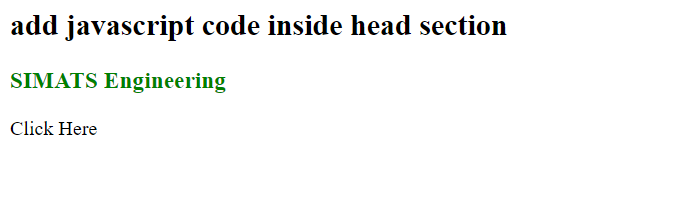 add javascript code inside head section
SIMATS Engineering
Click Here